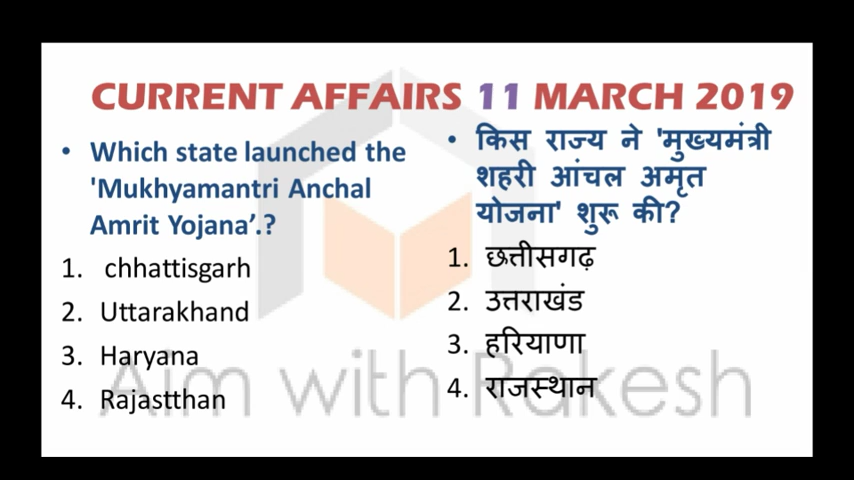 CURRENT AFFAIRS 11 MARCH 2019
• Which state launched the
'Mukhyamantri Anchal
Amrit Yojana’.?
1. chhattisgarh
2. Uttarakhand
3. Haryana
4. Rajastthan
• किस राज्य ने 'मुख्यमंत्री
शहरी आंचल अमृत
योजना' शुरू की?
1. छत्तीसगढ़
2. उत्तराखंड
3. हरियाणा
4. राजस्थान
Aim with Rakesh